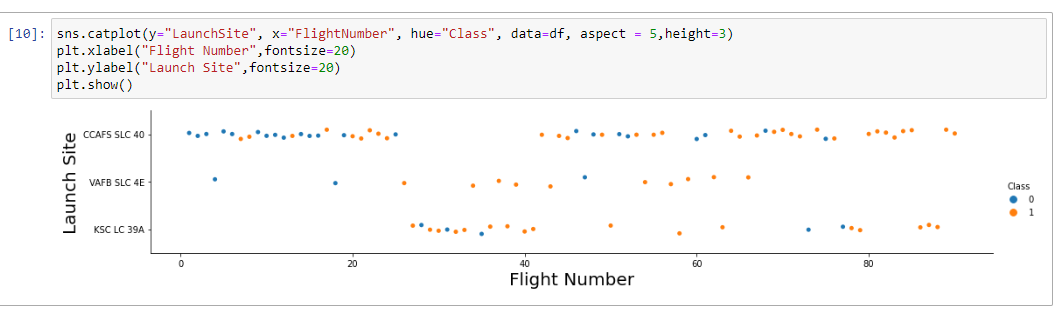 [10]: sns.catplot(y="LaunchSite", x="FlightNumber", hue="Class", data=df, aspect = 5,height=3)
plt.xlabel("Flight Number",fontsize=20)
plt.ylabel("Launch Site",fontsize=20)
plt.show()
Launch Site
CCAFS SLC 40
VAFB SLC 4E
KSC LC 39A
Class
0
1
0 20 40 60 80
Flight Number